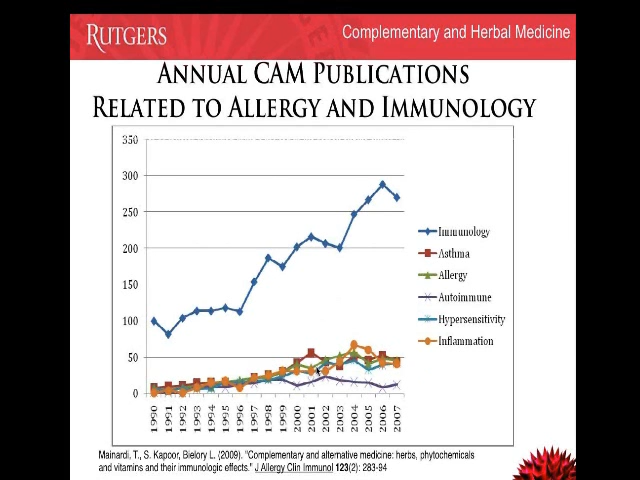 RUTGERS
Complementary and Herbal Medicine
ANNUAL CAM PUBLICATIONS
RELATED TO ALLERGY AND IMMUNOLOGY
350
300
250
200
150
100
50
0
Immunology
Asthma
Allergy
Autoimmune
Hypersensitivity
Inflammation
1990
1991
1992
1993
1994
1995
1996
1997
1998
1999
2000
2001
2002
2003
2004
2005
2006
2007
Mainardi, T., S. Kapoor, Bielory L. (2009). "Complementary and alternative medicine: herbs, phytochemicals
and vitamins and their immunologic effects." J Allergy Clin Immunol 123(2): 283-94